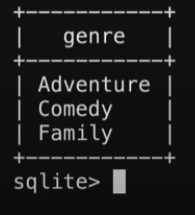 +-----------+
|   genre   |
+-----------+
| Adventure |
| Comedy    |
| Family    |
+-----------+
sqlite>